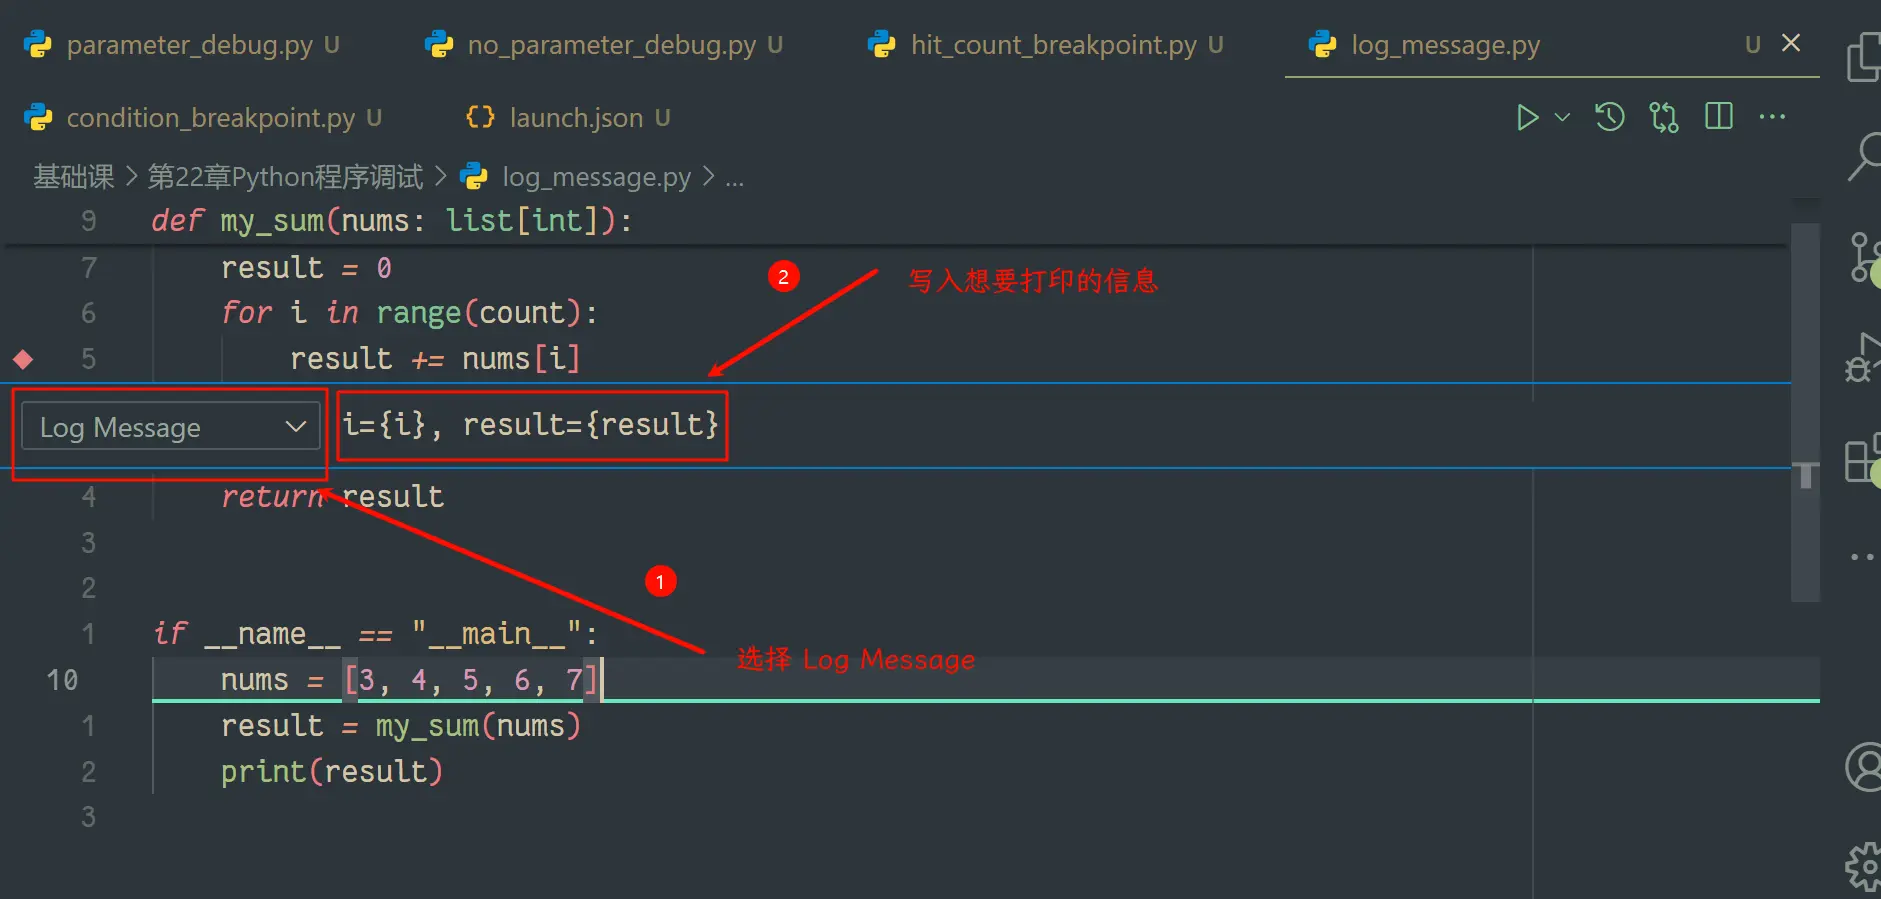 parameter_debug.py U no_parameter_debug.py U hit_count_breakpoint.py U log_message.py U
condition_breakpoint.py U {} launch.json U
基础课 > 第22章Python程序调试 > log_message.py > ...
9 def my_sum(nums: list[int]):
7 result = 0
2 写入想要打印的信息
6 for i in range(count):
5 result += nums[i]
Log Message i={i}, result={result}
4 return result
3
2
1
1 if __name__ == "__main__":
选择 Log Message
10 nums = [3, 4, 5, 6, 7]
1 result = my_sum(nums)
2 print(result)
3